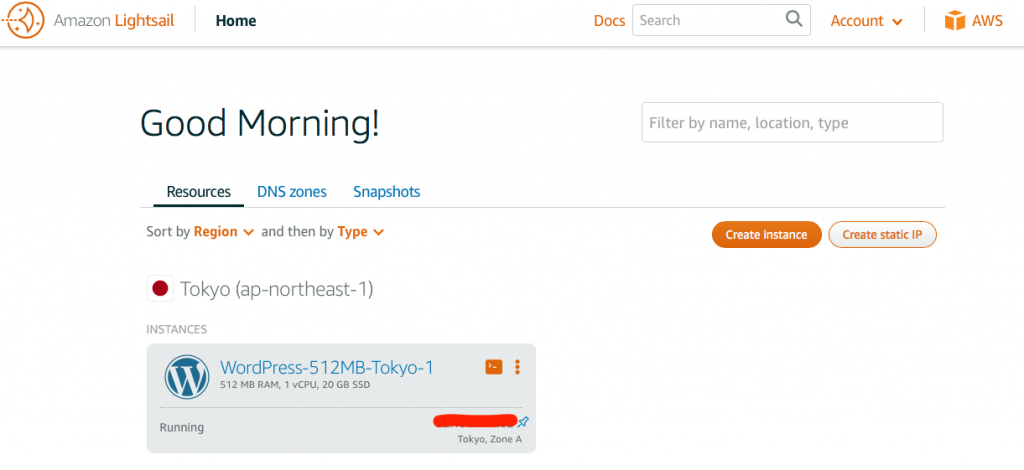 Amazon Lightsail Home Docs Search Account AWS
Good Morning!
Filter by name, location, type
Resources DNS zones Snapshots
Sort by Region and then by Type Create instance Create static IP
Tokyo (ap-northeast-1)
INSTANCES
WordPress-512MB-Tokyo-1
512 MB RAM, 1 vCPU, 20 GB SSD
Running
Tokyo, Zone A